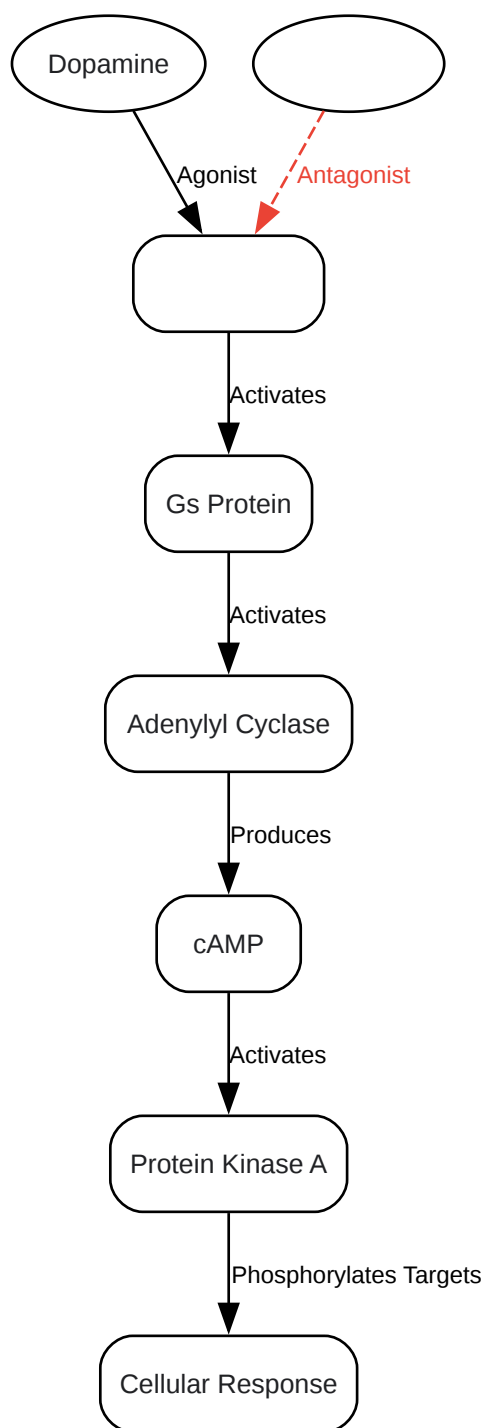 Dopamine
Agonist
Antagonist
Activates
Gs Protein
Activates
Adenylyl Cyclase
Produces
cAMP
Activates
Protein Kinase A
Phosphorylates Targets
Cellular Response